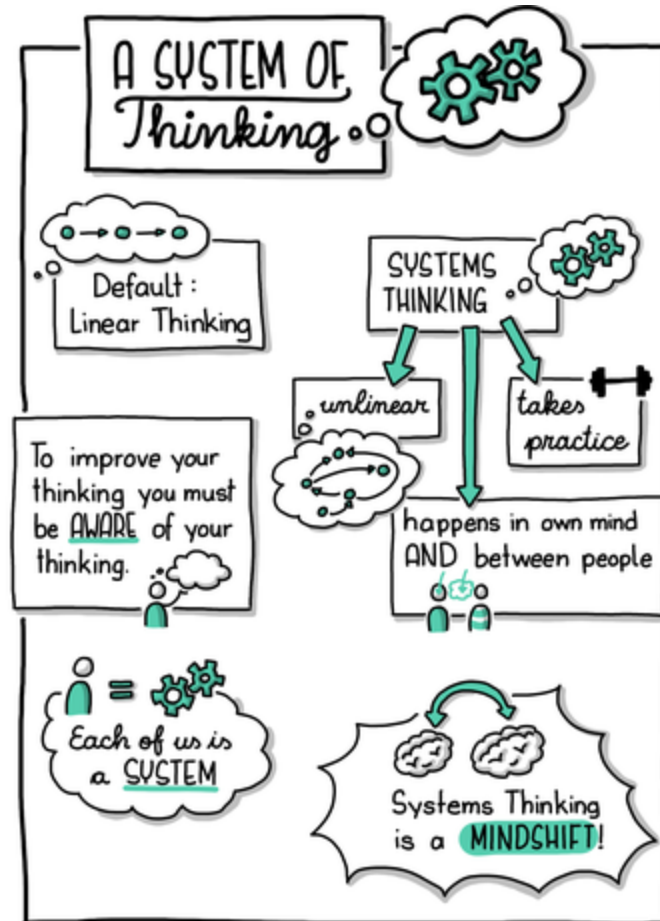 A SYSTEM OF
Thinking
Default:
Linear Thinking
SYSTEMS
THINKING
unlinear
takes
practice
To improve your
thinking you must
be AWARE of your
thinking.
happens in own mind
AND between people
Each of us is
a SYSTEM
Systems Thinking
is a MINDSHIFT!